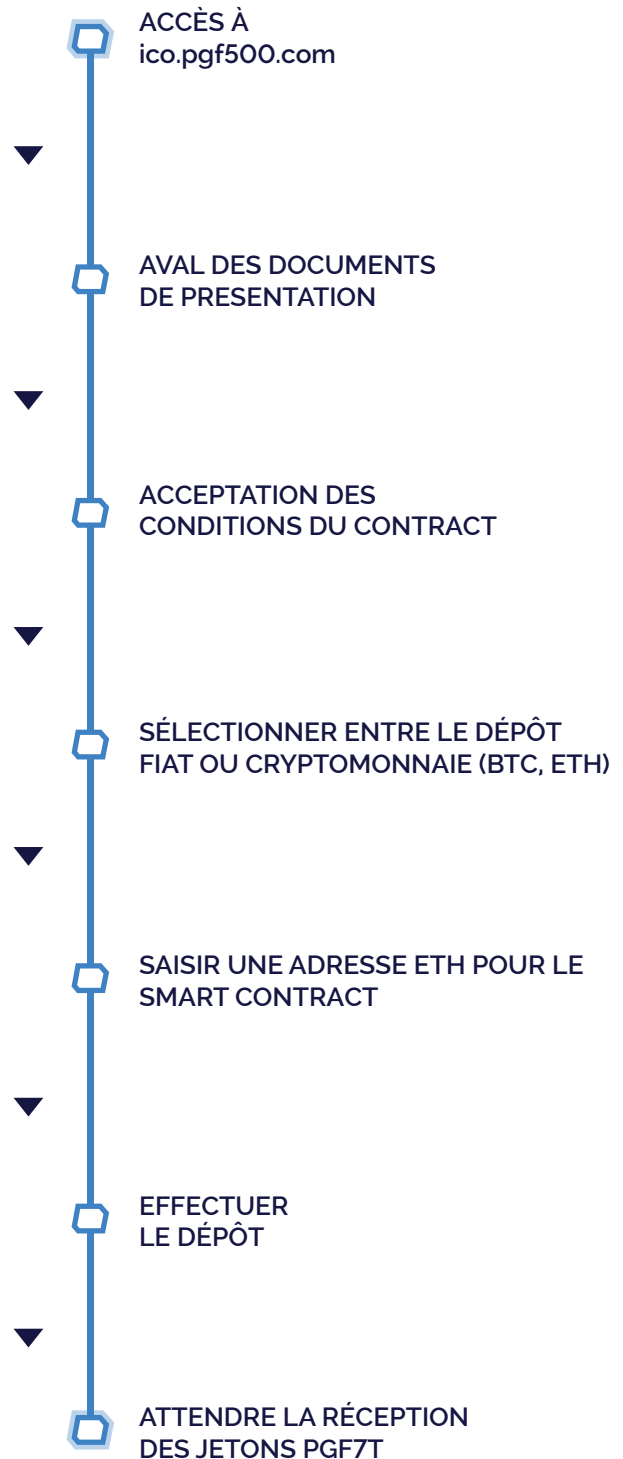 ACCÈS À
ico.pgf500.com
AVAL DES DOCUMENTS
DE PRESENTATION
ACCEPTATION DES
CONDITIONS DU CONTRACT
SÉLECTIONNER ENTRE LE DÉPÔT
FIAT OU CRYPTOMONNAIE (BTC, ETH)
SAISIR UNE ADRESSE ETH POUR LE
SMART CONTRACT
EFFECTUER
LE DÉPÔT
ATTENDRE LA RÉCEPTION
DES JETONS PGF7T